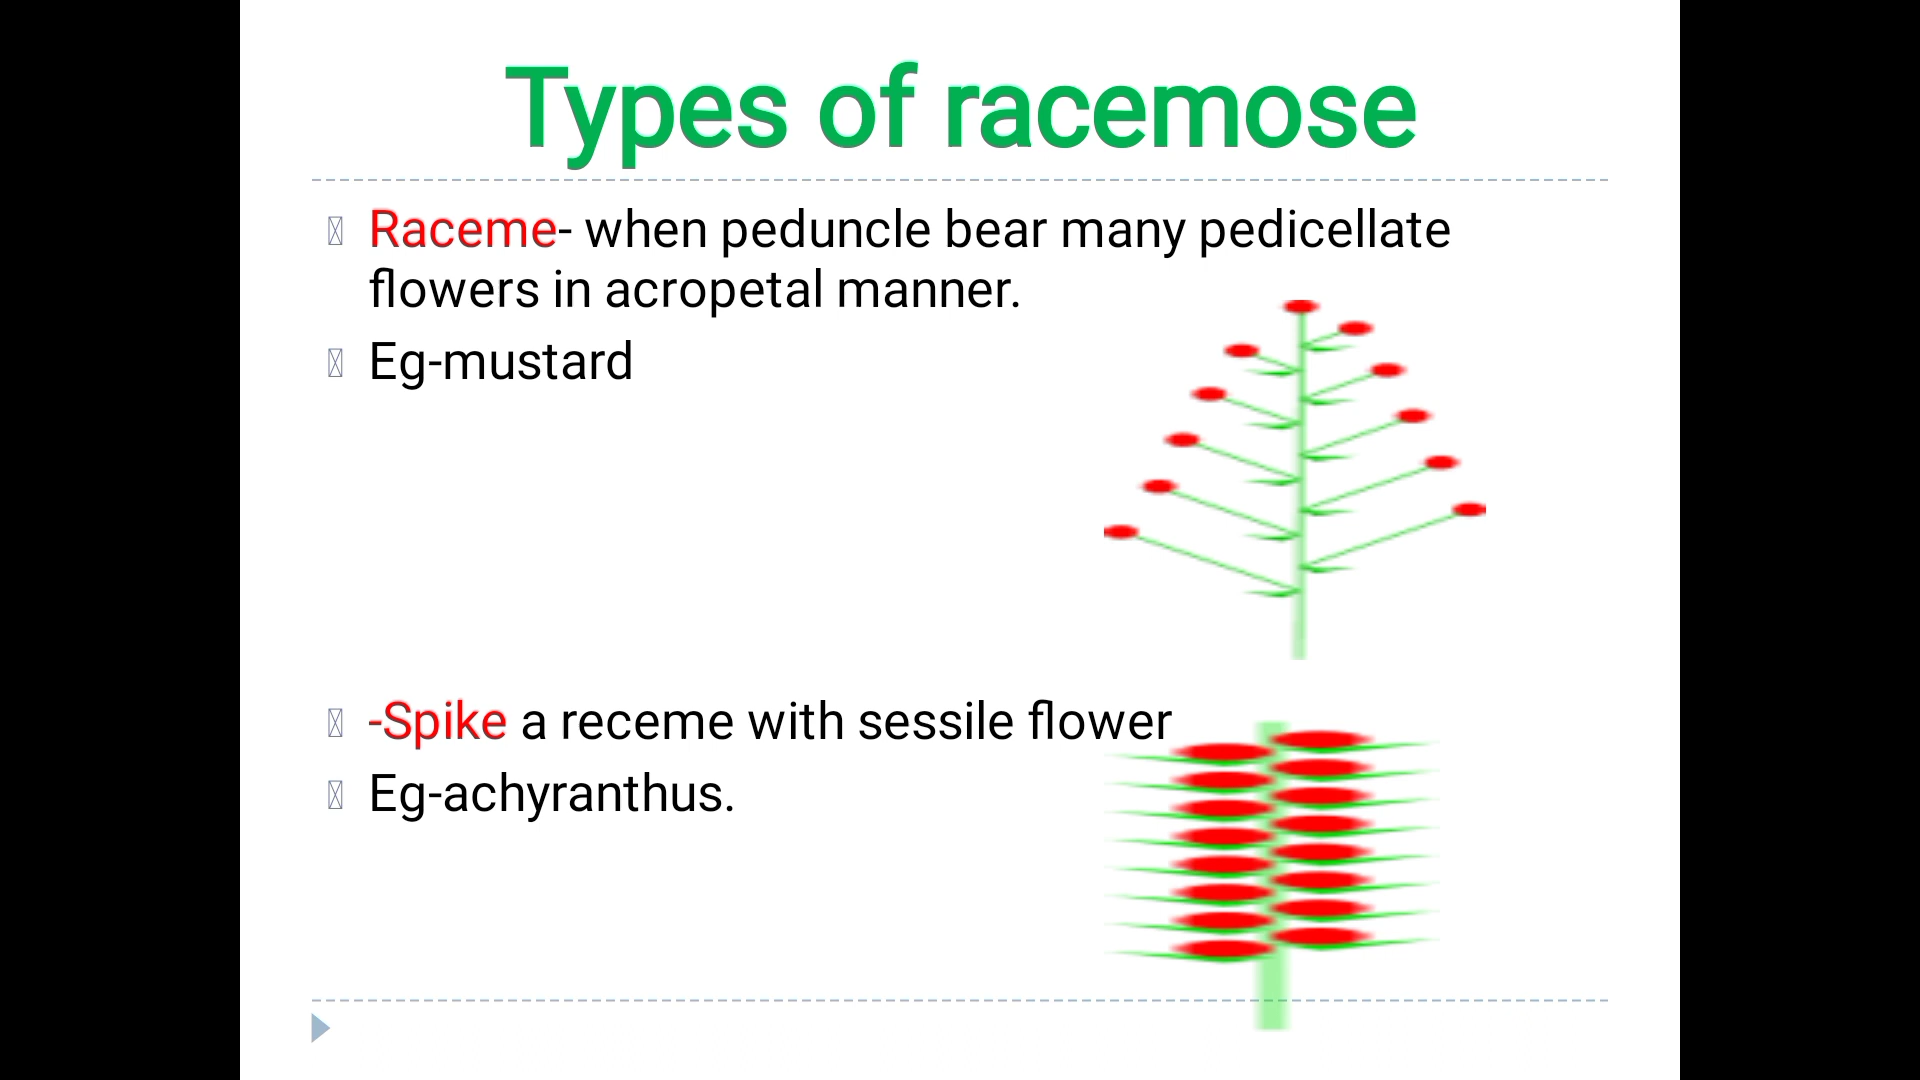 Types of racemose
Raceme- when peduncle bear many pedicellate
flowers in acropetal manner.
Eg-mustard
-Spike a receme with sessile flower
Eg-achyranthus.